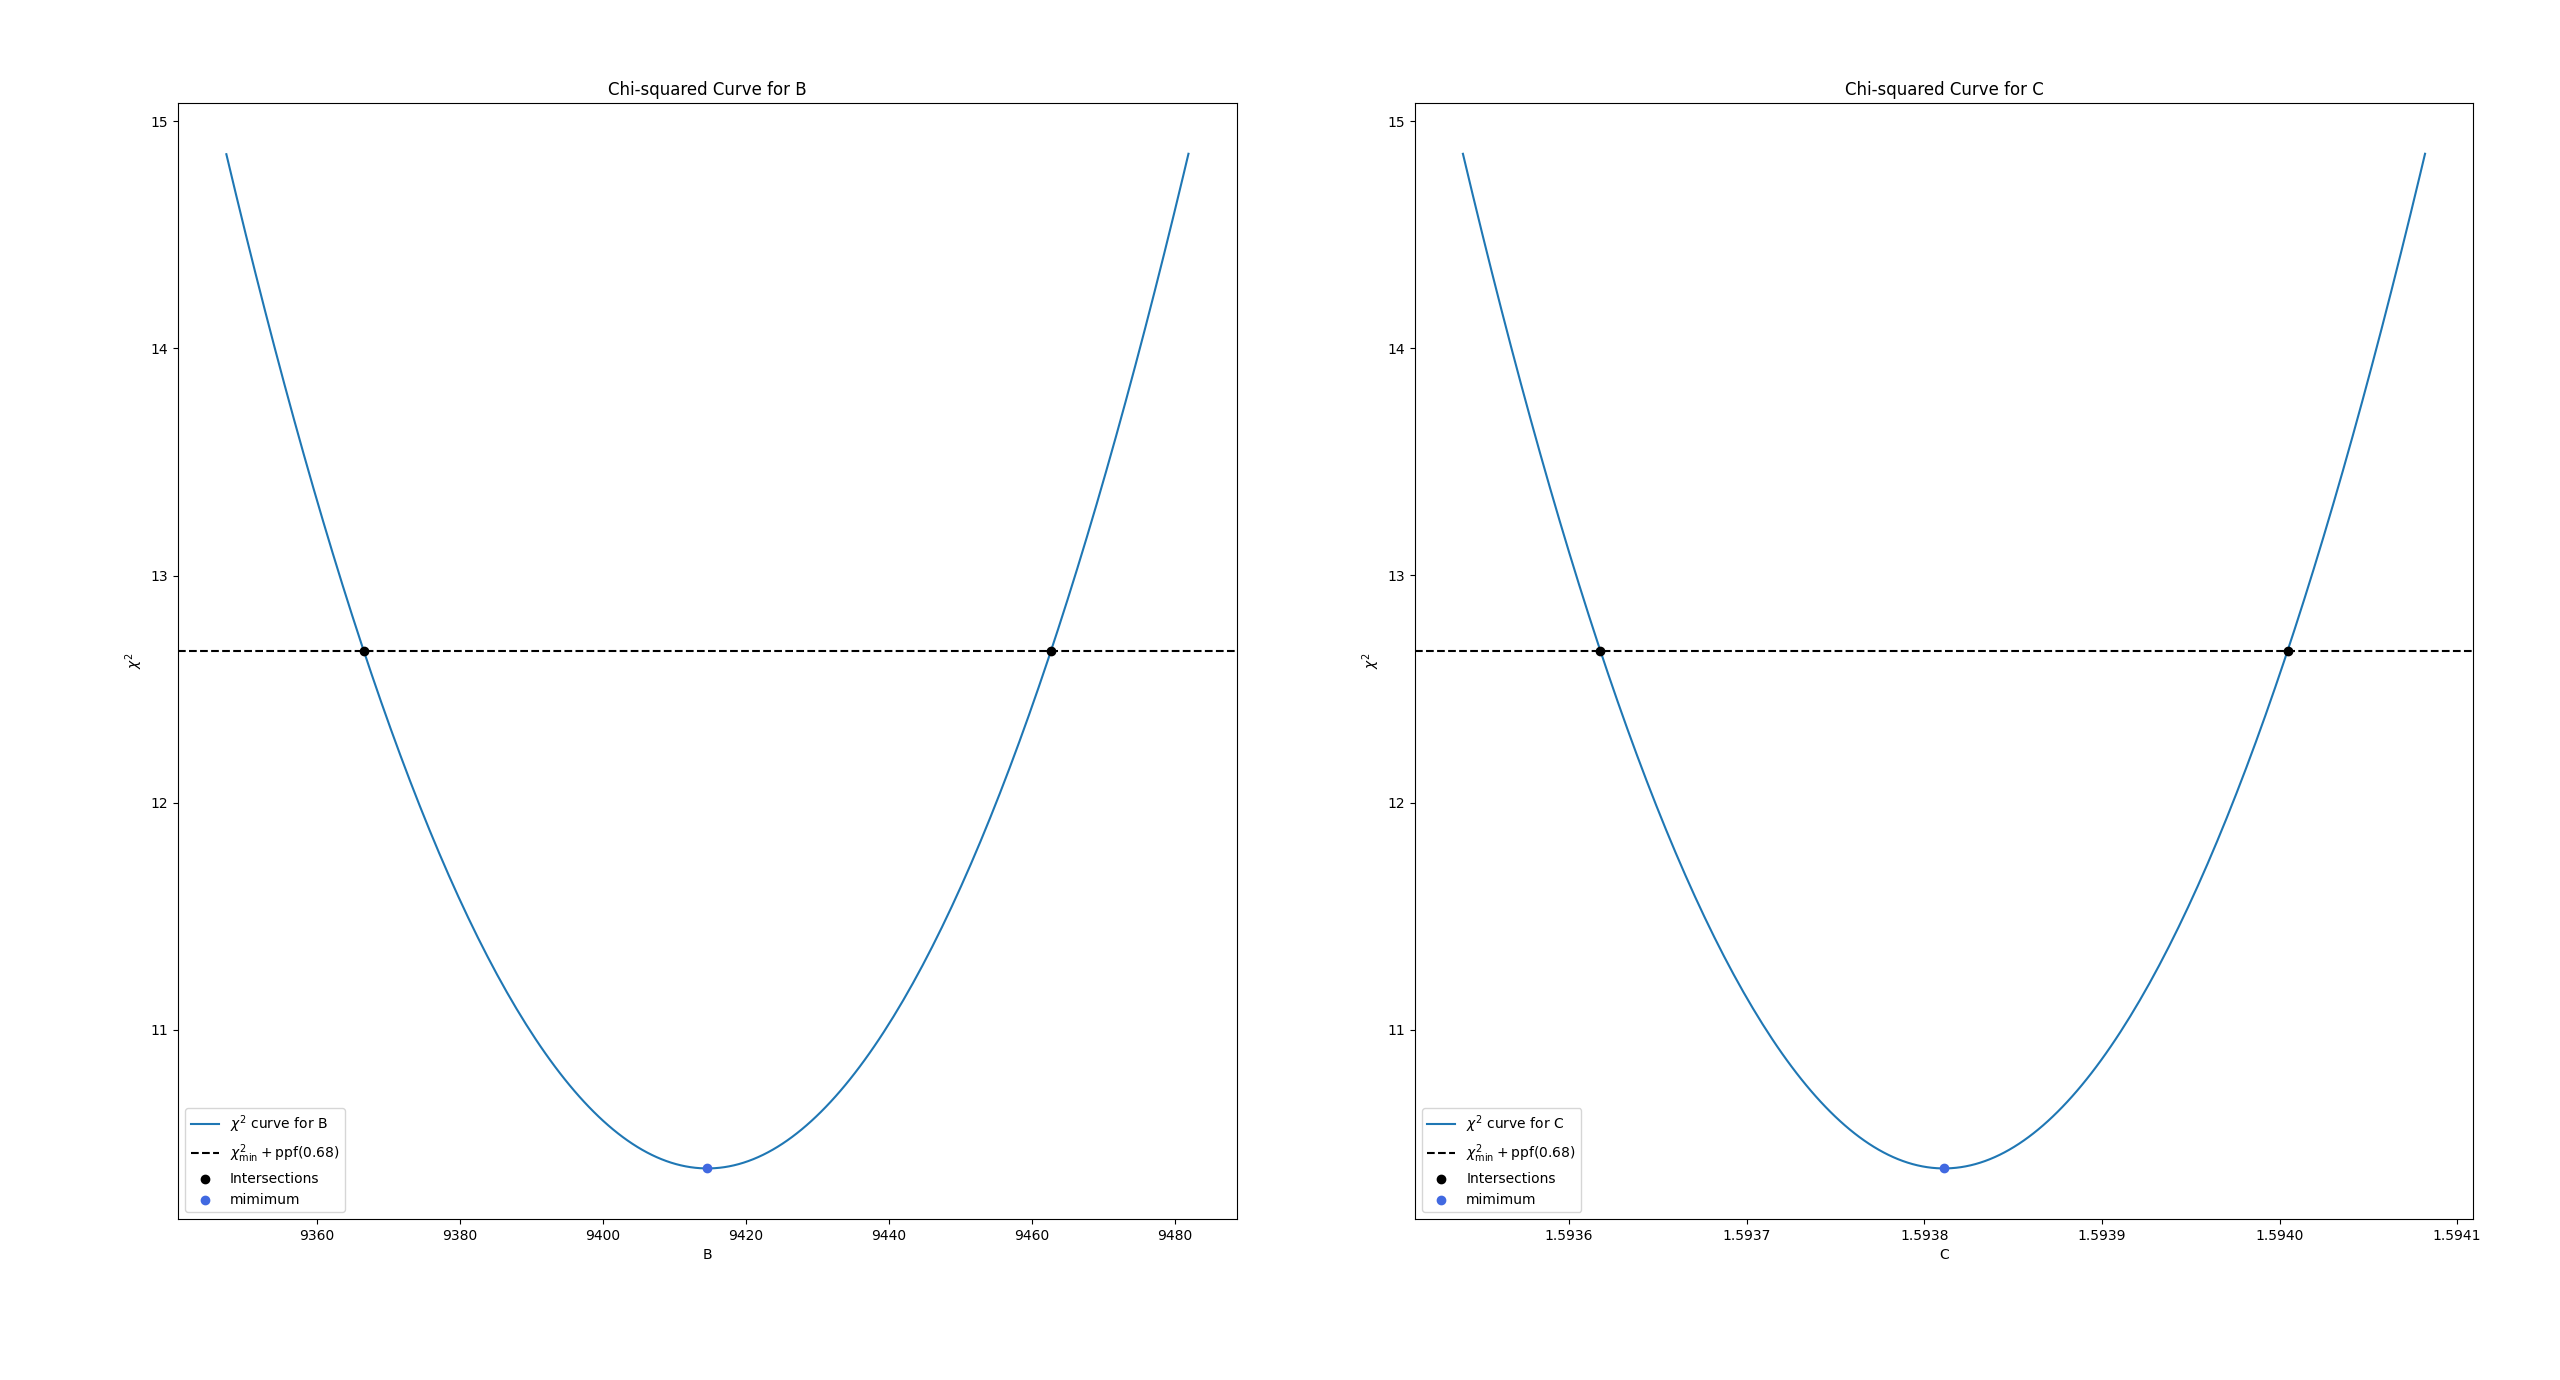 Chi-squared Curve for B
15
14
13
12
11
χ²
9360 9380 9400 9420 9440 9460 9480
B
χ² curve for B
χ²min + ppf(0.68)
Intersections
mimimum
Chi-squared Curve for C
15
14
13
12
11
χ²
1.5936 1.5937 1.5938 1.5939 1.5940 1.5941
C
χ² curve for C
χ²min + ppf(0.68)
Intersections
mimimum